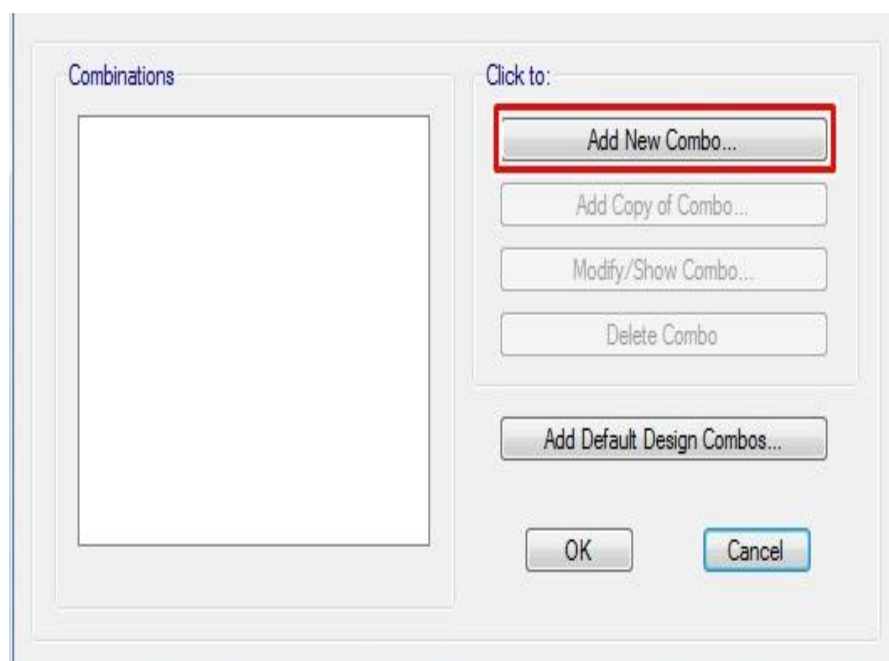 Combinations
Click to:
Add New Combo...
Add Copy of Combo...
Modify/Show Combo...
Delete Combo
Add Default Design Combos...
OK
Cancel